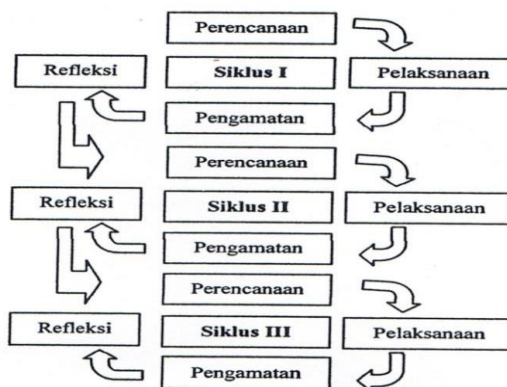 Perencanaan
Refleksi
Siklus I
Pelaksanaan
Pengamatan
Perencanaan
Refleksi
Siklus II
Pelaksanaan
Pengamatan
Perencanaan
Refleksi
Siklus III
Pelaksanaan
Pengamatan